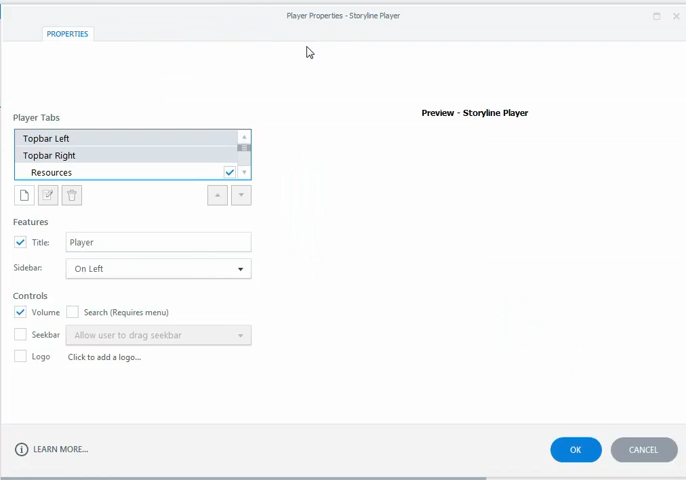 Player Properties - Storyline Player
PROPERTIES
Player Tabs
Preview - Storyline Player
Topbar Left
Topbar Right
Resources
Features
Title: Player
Sidebar: On Left
Controls
Volume Search (Requires menu)
Seekbar Allow user to drag seekbar
Logo Click to add a logo...
LEARN MORE...
OK CANCEL